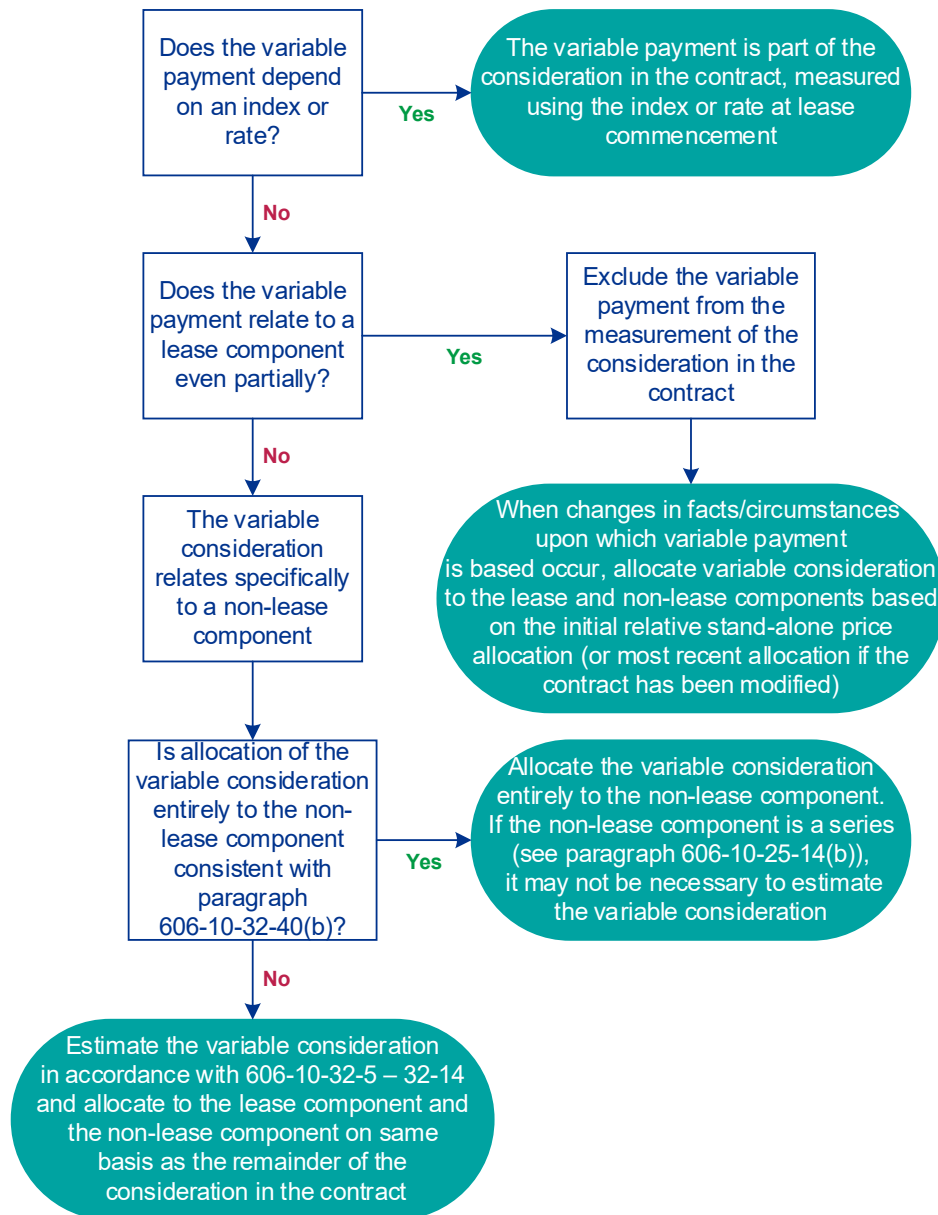 Does the variable
payment depend
on an index or
rate?
Yes
The variable payment is part of the
consideration in the contract, measured
using the index or rate at lease
commencement
No
Does the variable
payment relate to a
lease component
even partially?
Yes
Exclude the variable
payment from the
measurement of the
consideration in the
contract
When changes in facts/circumstances
upon which variable payment
is based occur, allocate variable consideration
to the lease and non-lease components based
on the initial relative stand-alone price
allocation (or most recent allocation if the
contract has been modified)
No
The variable
consideration
relates specifically
to a non-lease
component
Is allocation of the
variable consideration
entirely to the non-
lease component
consistent with
paragraph
606-10-32-40(b)?
Yes
Allocate the variable consideration
entirely to the non-lease component.
If the non-lease component is a series
(see paragraph 606-10-25-14(b)),
it may not be necessary to estimate
the variable consideration
No
Estimate the variable consideration
in accordance with 606-10-32-5 – 32-14
and allocate to the lease component and
the non-lease component on same
basis as the remainder of the
consideration in the contract